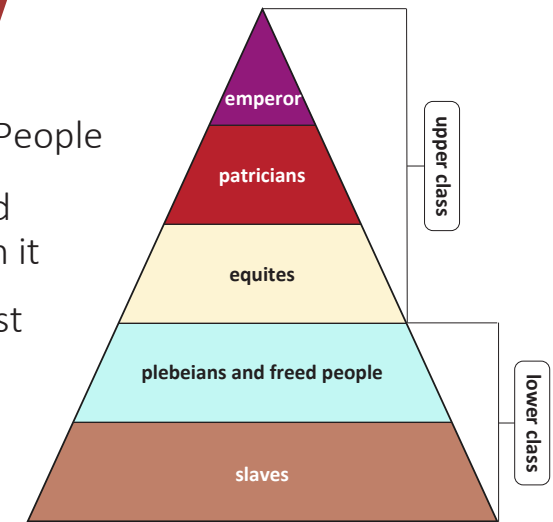 People
d
n it
st
emperor
patricians
equites
plebeians and freed people
slaves
upper class
lower class